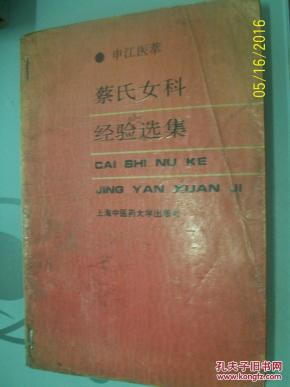 ● 申江医萃
蔡氏女科
经验选集
CAI SHI NU KE
JING YAN XUAN JI
上海中医药大学出版社
05/16/2016
孔夫子旧书网